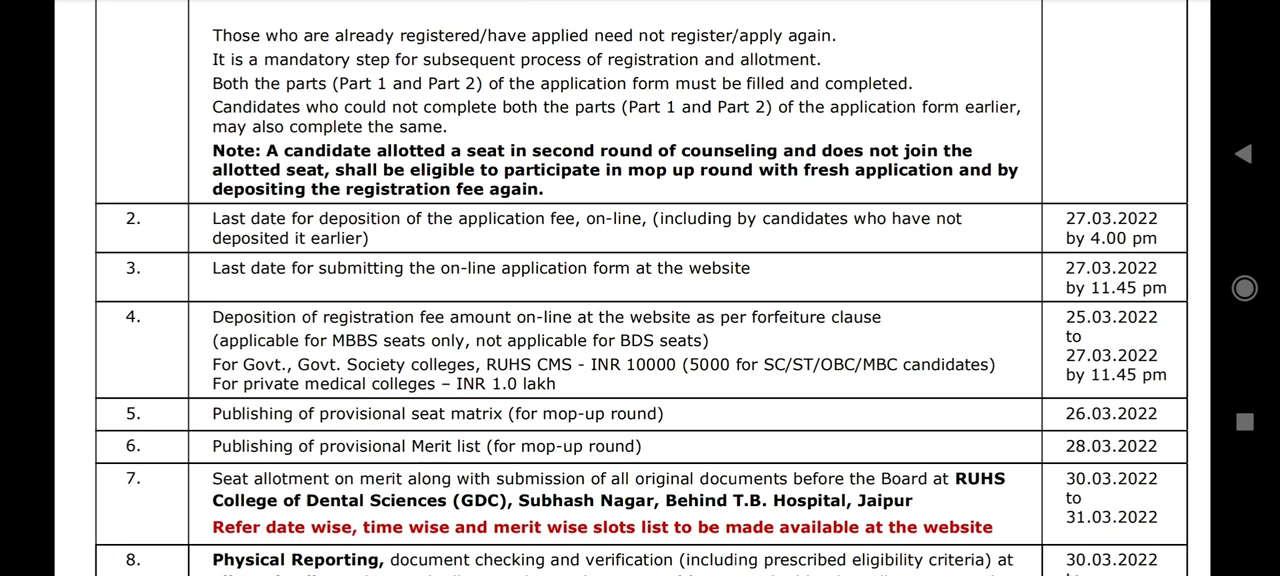 Those who are already registered/have applied need not register/apply again.
It is a mandatory step for subsequent process of registration and allotment.
Both the parts (Part 1 and Part 2) of the application form must be filled and completed.
Candidates who could not complete both the parts (Part 1 and Part 2) of the application form earlier,
may also complete the same.
Note: A candidate allotted a seat in second round of counseling and does not join the
allotted seat, shall be eligible to participate in mop up round with fresh application and by
depositing the registration fee again.
2. Last date for deposition of the application fee, on-line, (including by candidates who have not
deposited it earlier)
27.03.2022
by 4.00 pm
3. Last date for submitting the on-line application form at the website
27.03.2022
by 11.45 pm
4. Deposition of registration fee amount on-line at the website as per forfeiture clause
(applicable for MBBS seats only, not applicable for BDS seats)
For Govt., Govt. Society colleges, RUHS CMS - INR 10000 (5000 for SC/ST/OBC/MBC candidates)
For private medical colleges – INR 1.0 lakh
25.03.2022
to
27.03.2022
by 11.45 pm
5. Publishing of provisional seat matrix (for mop-up round) 26.03.2022
6. Publishing of provisional Merit list (for mop-up round) 28.03.2022
7. Seat allotment on merit along with submission of all original documents before the Board at RUHS
College of Dental Sciences (GDC), Subhash Nagar, Behind T.B. Hospital, Jaipur
Refer date wise, time wise and merit wise slots list to be made available at the website
30.03.2022
to
31.03.2022
8. Physical Reporting, document checking and verification (including prescribed eligibility criteria) at
30.03.2022